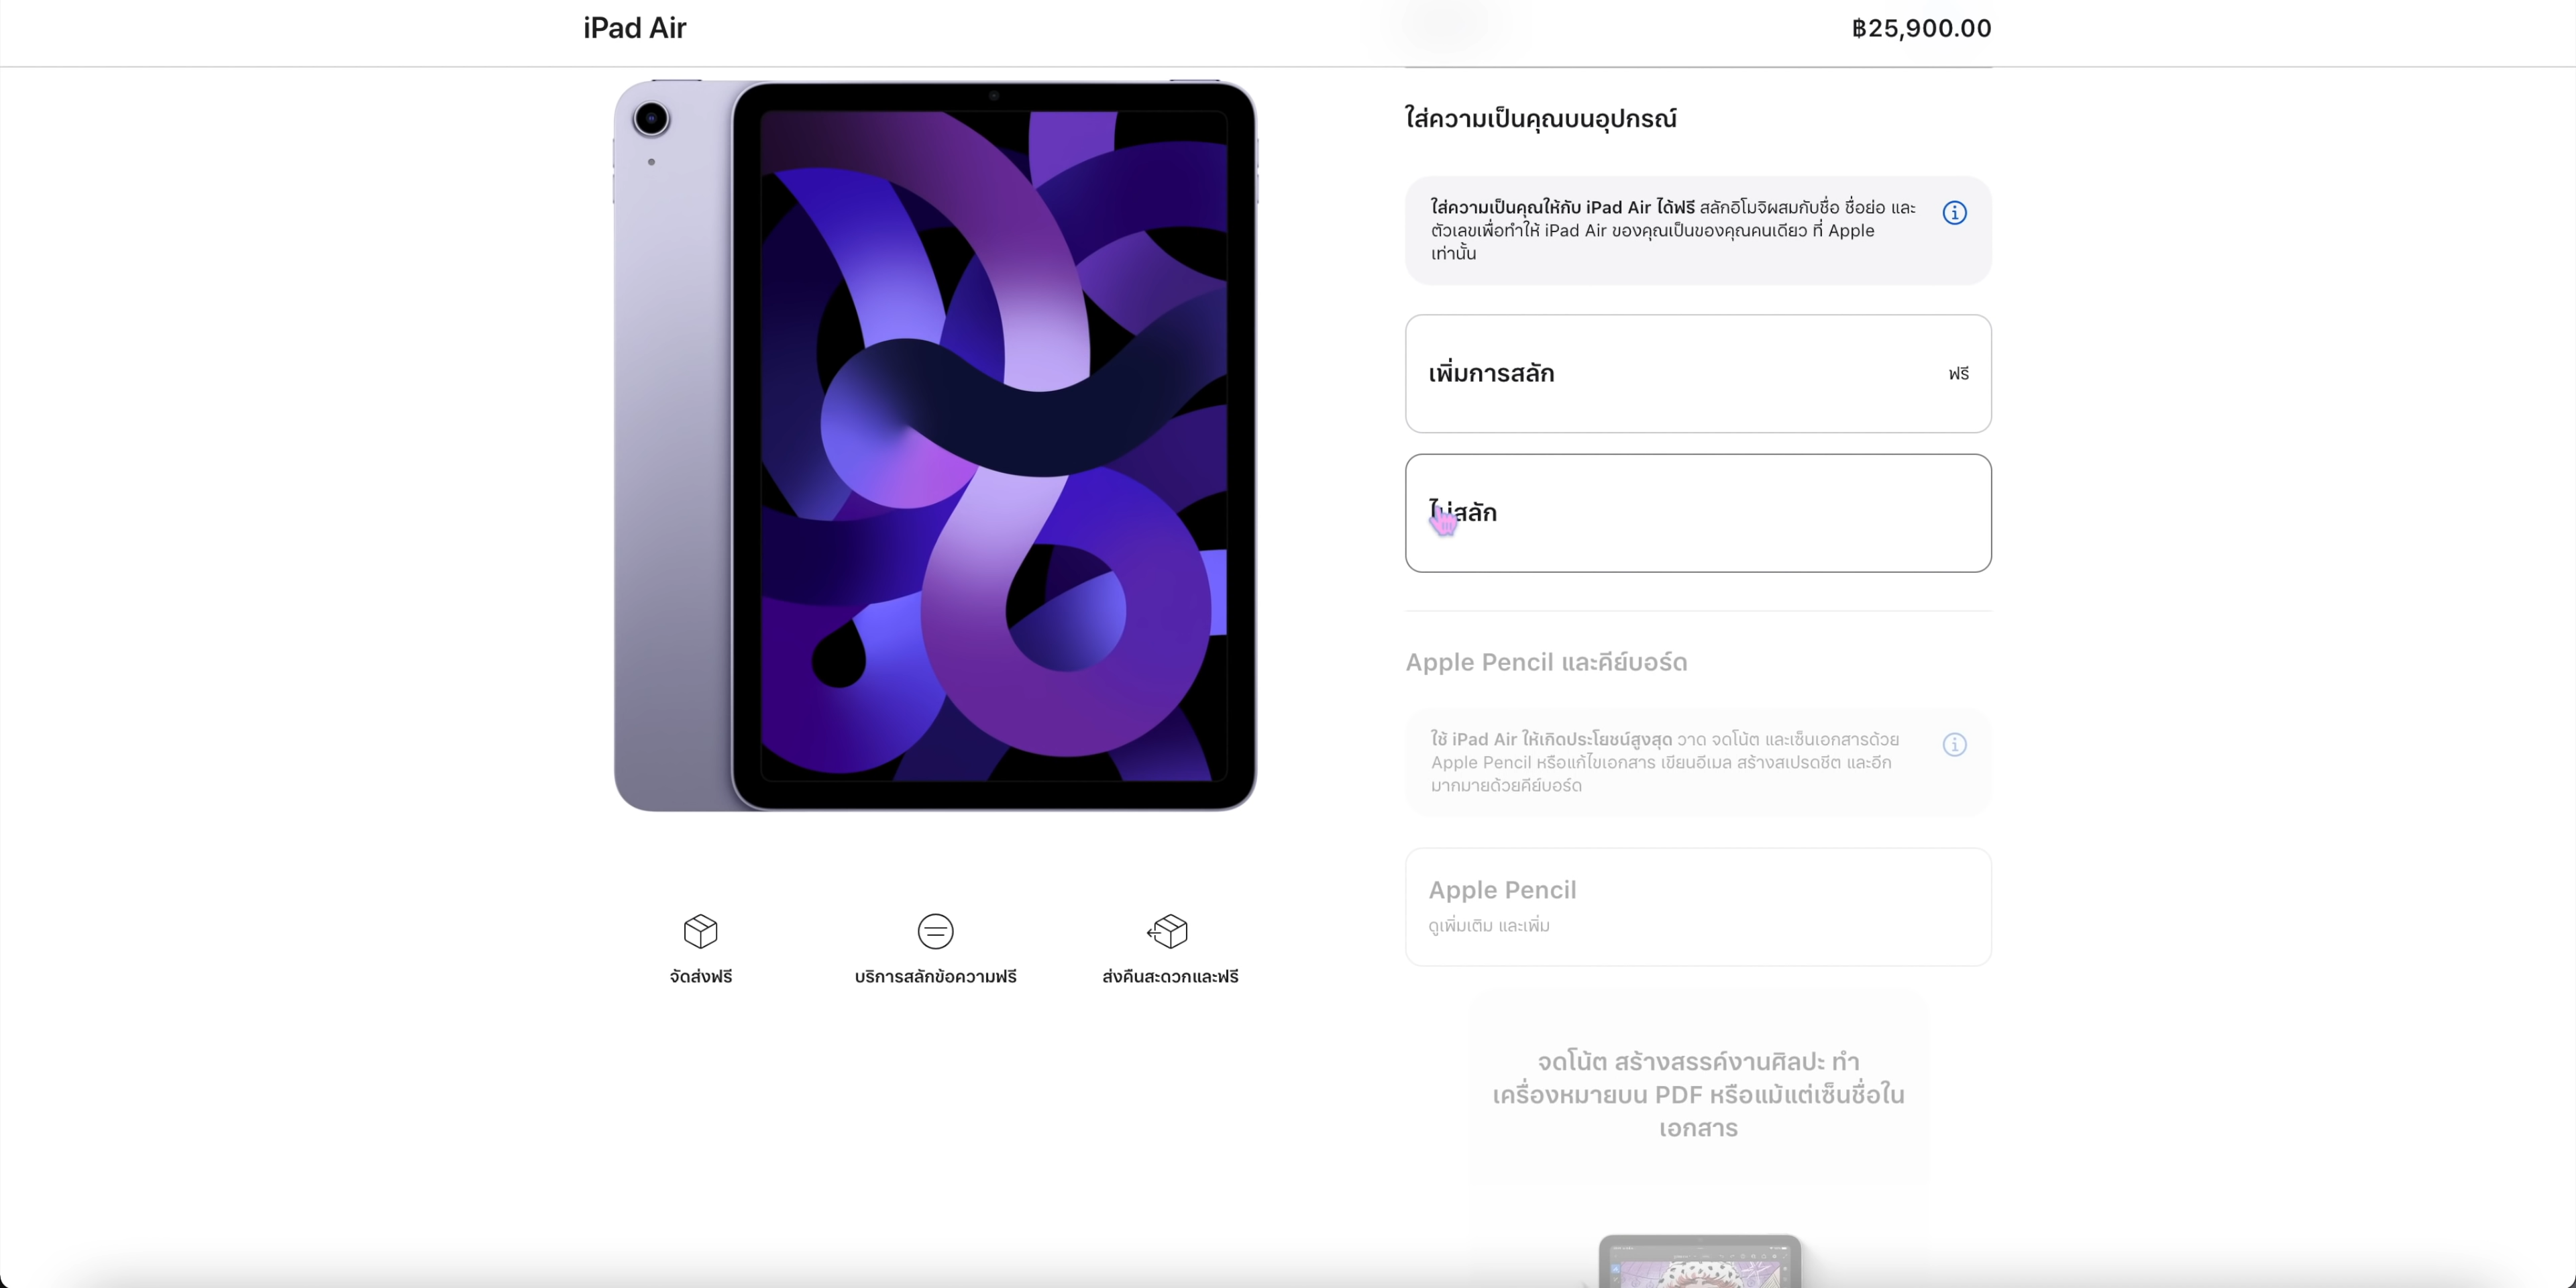 iPad Air
฿25,900.00
ใส่ความเป็นคุณบนอุปกรณ์
ใส่ความเป็นคุณให้กับ iPad Air ได้ฟรี สลักอิโมจิผสมกับชื่อ ชื่อย่อ และ
ตัวเลขเพื่อทำให้ iPad Air ของคุณเป็นของคุณคนเดียว ที่ Apple
เท่านั้น
เพิ่มการสลัก
ฟรี
ไม่สลัก
Apple Pencil และคีย์บอร์ด
ใช้ iPad Air ให้เกิดประโยชน์สูงสุด วาด จดโน้ต และเซ็นเอกสารด้วย
Apple Pencil หรือแก้ไขเอกสาร เขียนอีเมล สร้างสเปรดชีต และอีก
มากมายด้วยคีย์บอร์ด
Apple Pencil
ดูเพิ่มเติม และเพิ่ม
จัดส่งฟรี
บริการสลักข้อความฟรี
ส่งคืนสะดวกและฟรี
จดโน้ต สร้างสรรค์งานศิลปะ ทำ
เครื่องหมายบน PDF หรือแม้แต่เซ็นชื่อใน
เอกสาร